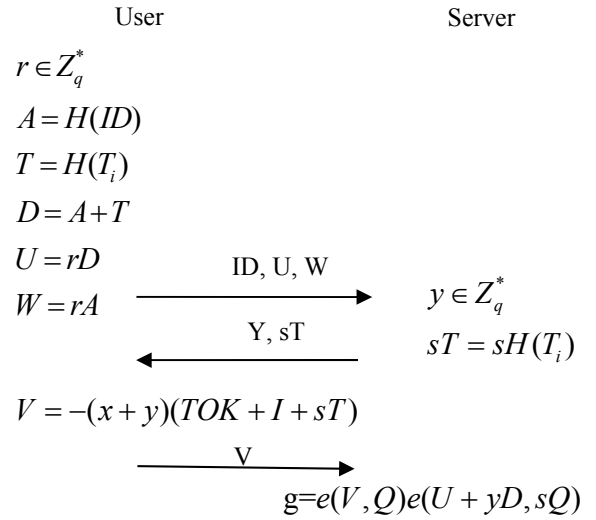 User Server
r ∈ Z_q^*
A = H(ID)
T = H(T_i)
D = A + T
U = rD
ID, U, W
W = rA
y ∈ Z_q^*
Y, sT
sT = sH(T_i)
V = -(x + y)(TOK + I + sT)
V
g=e(V, Q)e(U + yD, sQ)